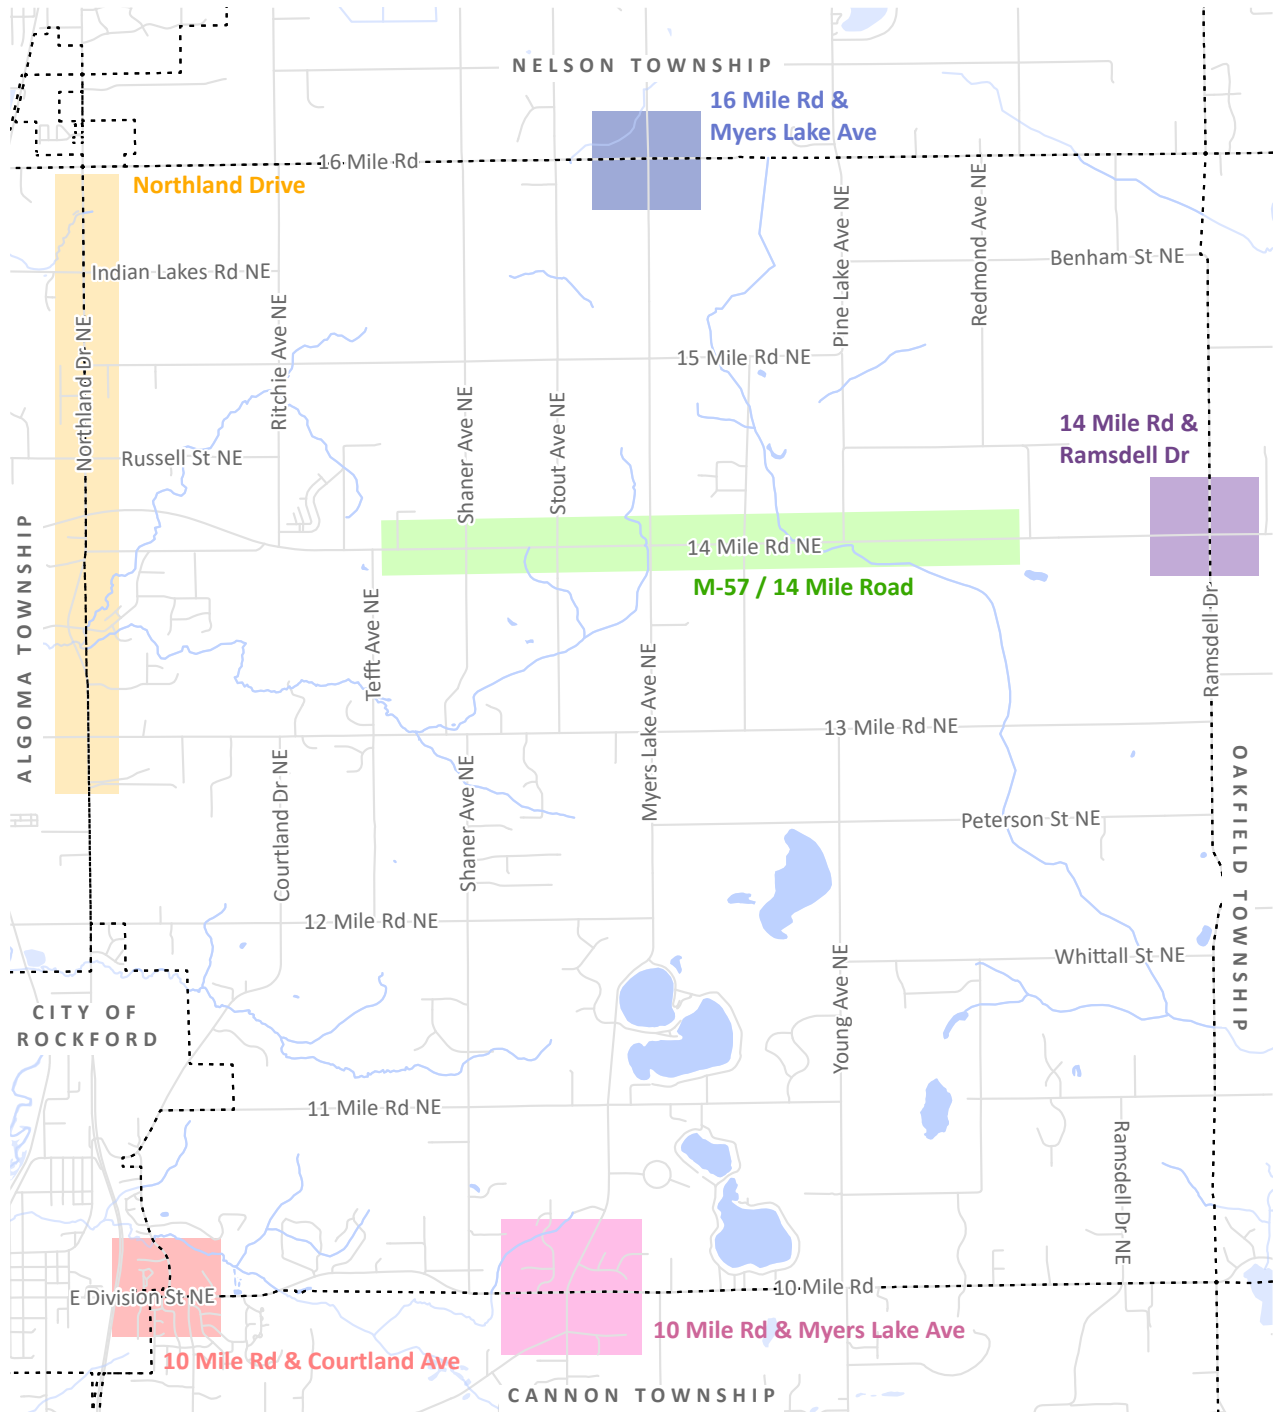 NELSON TOWNSHIP
16 Mile Rd &
Myers Lake Ave
16 Mile Rd
Northland Drive
Indian Lakes Rd NE
Benham St NE
Pine Lake Ave NE
Redmond Ave NE
Ritchie Ave NE
Northland Dr NE
15 Mile Rd NE
Shaner Ave NE
Stout Ave NE
14 Mile Rd &
Ramsdell Dr
Russell St NE
ALGOMA TOWNSHIP
14 Mile Rd NE
M-57 / 14 Mile Road
Tefft Ave NE
Ramsdell Dr
Myers Lake Ave NE
13 Mile Rd NE
Courtland Dr NE
Shaner Ave NE
OAKFIELD TOWNSHIP
Peterson St NE
12 Mile Rd NE
Whittall St NE
Young Ave NE
CITY OF
ROCKFORD
11 Mile Rd NE
Ramsdell Dr NE
10 Mile Rd
E Division St NE
10 Mile Rd & Myers Lake Ave
10 Mile Rd & Courtland Ave
CANNON TOWNSHIP